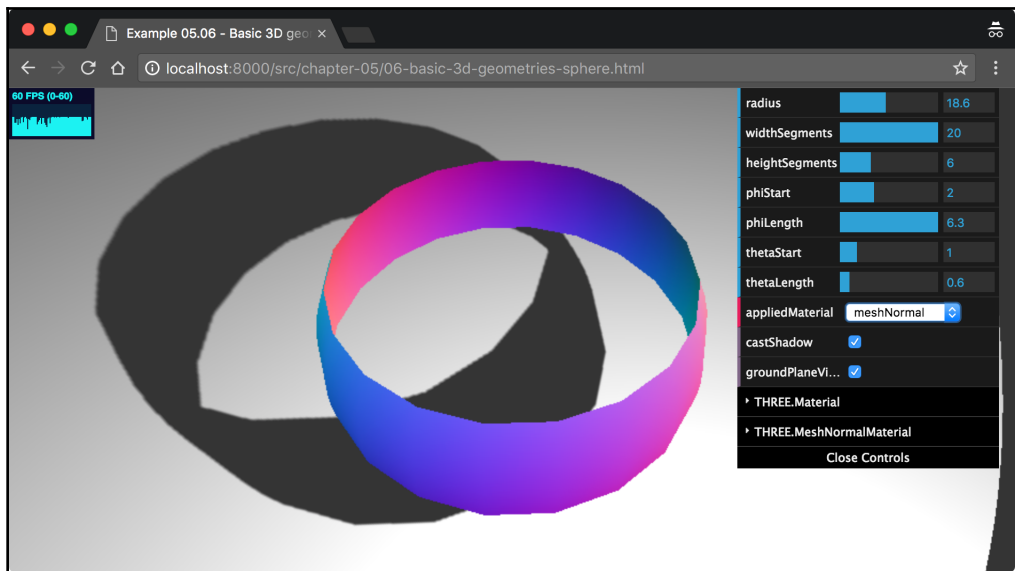 Example 05.06 - Basic 3D geo
localhost:8000/src/chapter-05/06-basic-3d-geometries-sphere.html
60 FPS (0-60)
radius 18.6
widthSegments 20
heightSegments 6
phiStart 2
phiLength 6.3
thetaStart 1
thetaLength 0.6
appliedMaterial meshNormal
castShadow
groundPlaneVi...
THREE.Material
THREE.MeshNormalMaterial
Close Controls